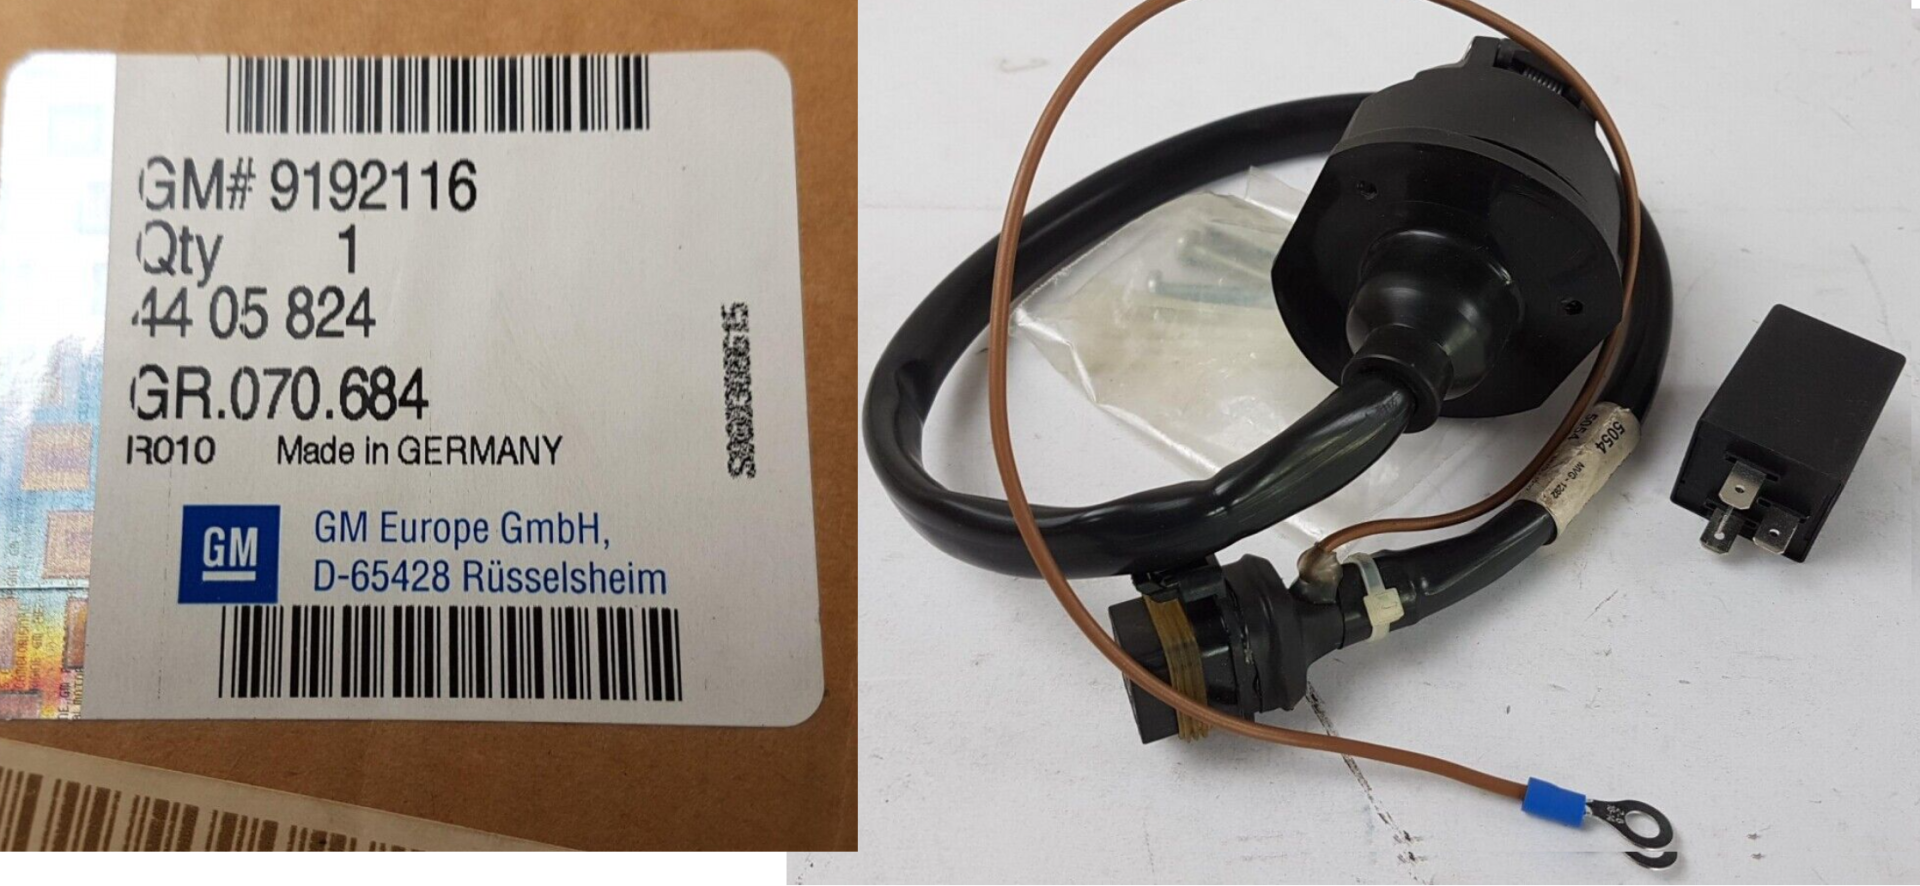 GM# 9192116
Qty 1
44 05 824
GR.070.684
IR010 Made in GERMANY
GM
GM Europe GmbH,
D-65428 Rüsselsheim
5054